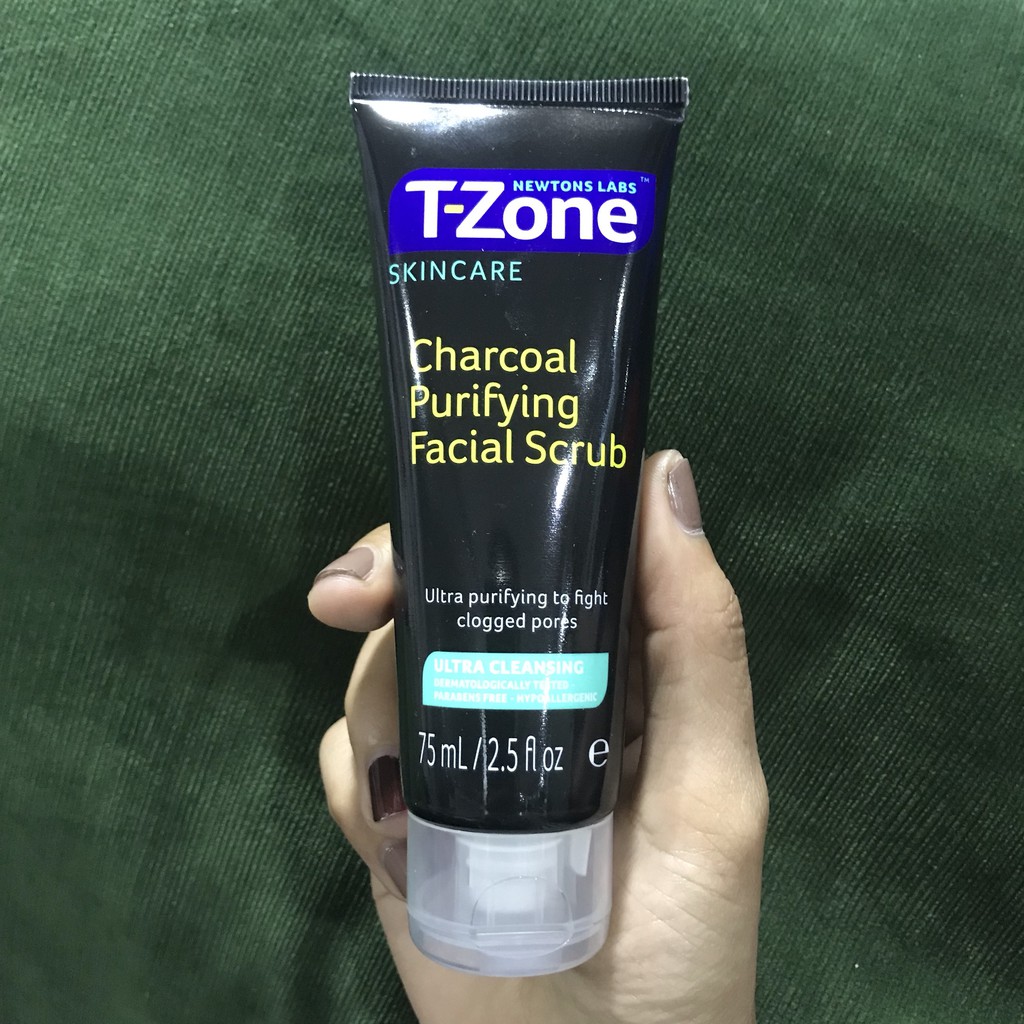 NEWTONS LABS™
T-Zone
SKINCARE
Charcoal
Purifying
Facial Scrub
Ultra purifying to fight
clogged pores
ULTRA CLEANSING
DERMATOLOGICALLY TESTED -
PARABENS FREE - HYPOALLERGENIC
75 mL / 2.5 fl oz ℮